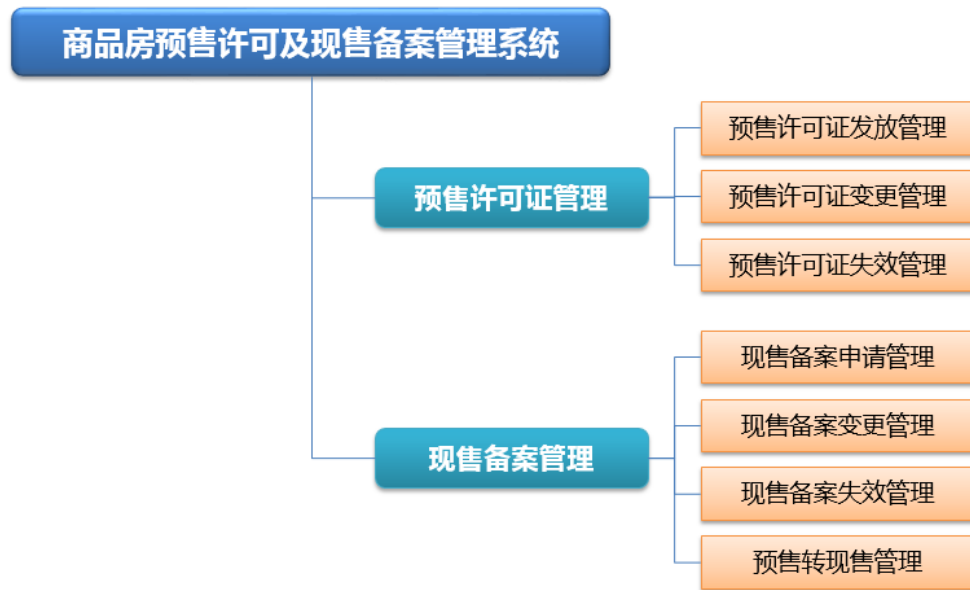 商品房预售许可及现售备案管理系统
预售许可证管理
预售许可证发放管理
预售许可证变更管理
预售许可证失效管理
现售备案管理
现售备案申请管理
现售备案变更管理
现售备案失效管理
预售转现售管理